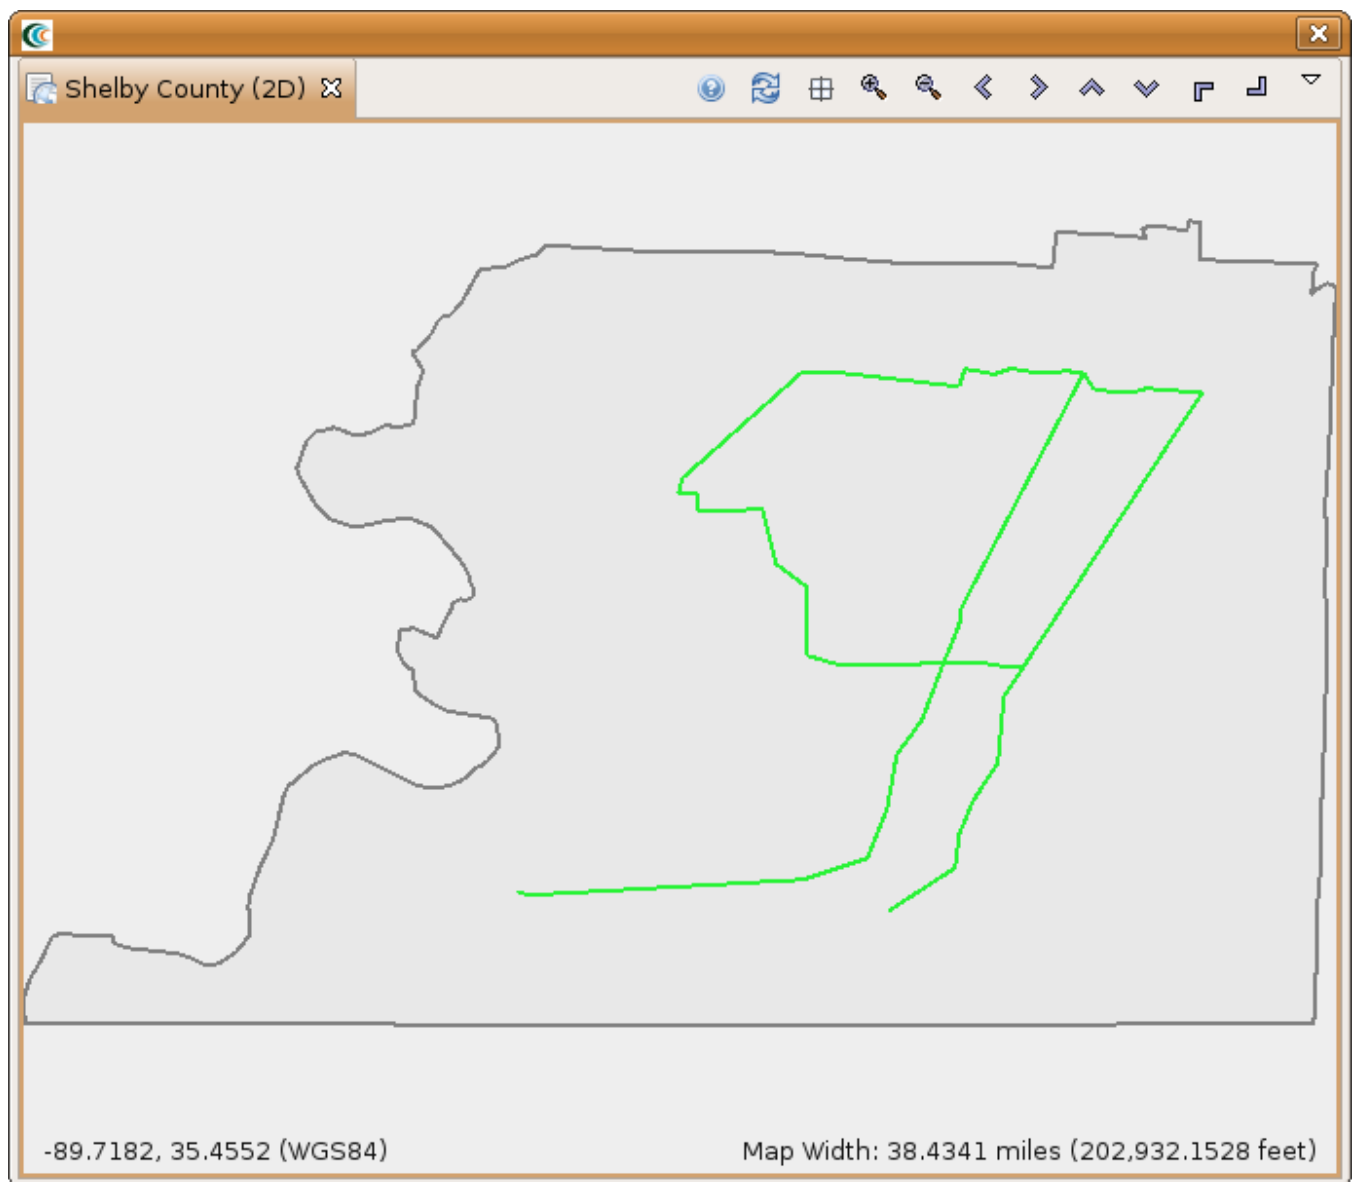 Shelby County (2D)
-89.7182, 35.4552 (WGS84)
Map Width: 38.4341 miles (202,932.1528 feet)